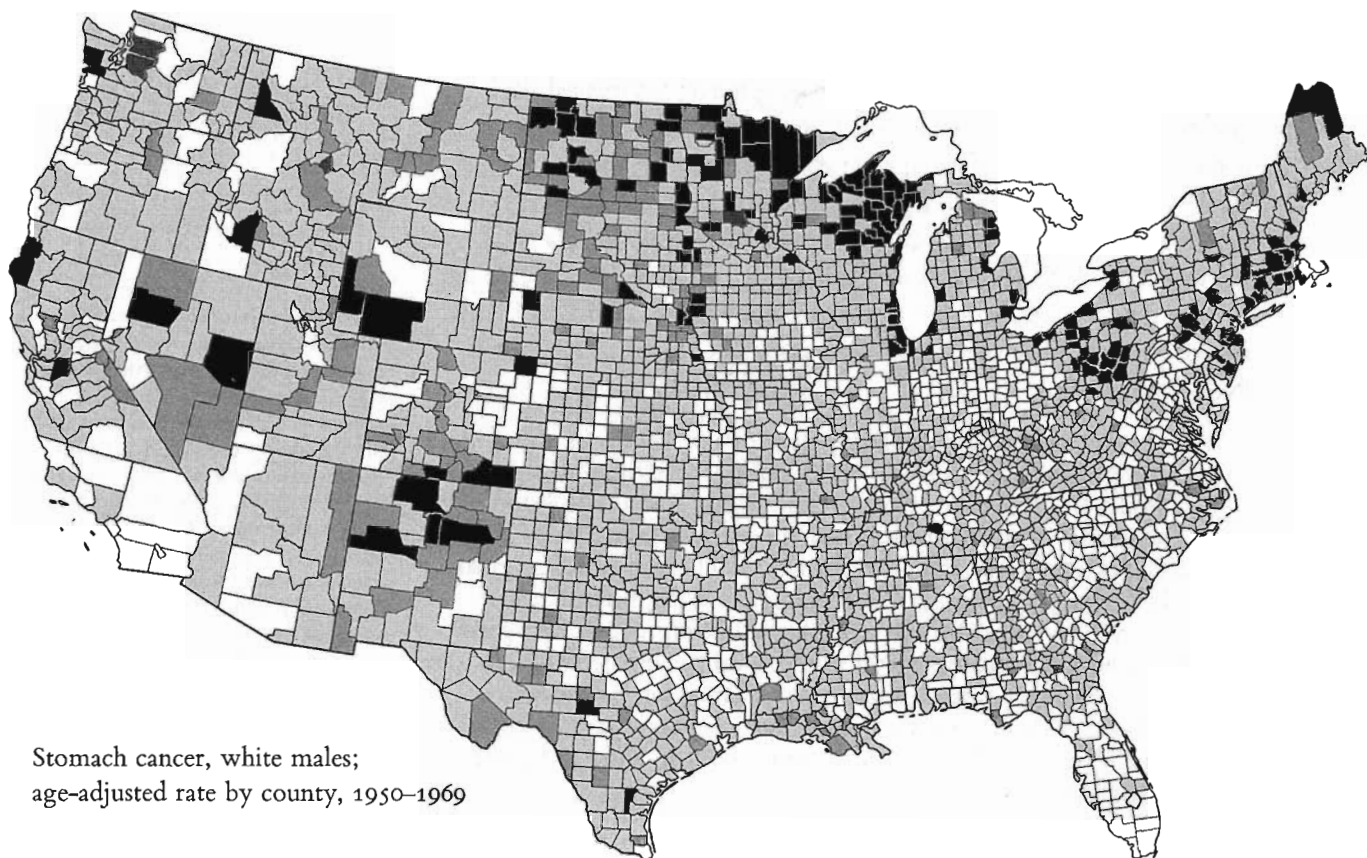 Stomach cancer, white males;
age-adjusted rate by county, 1950–1969